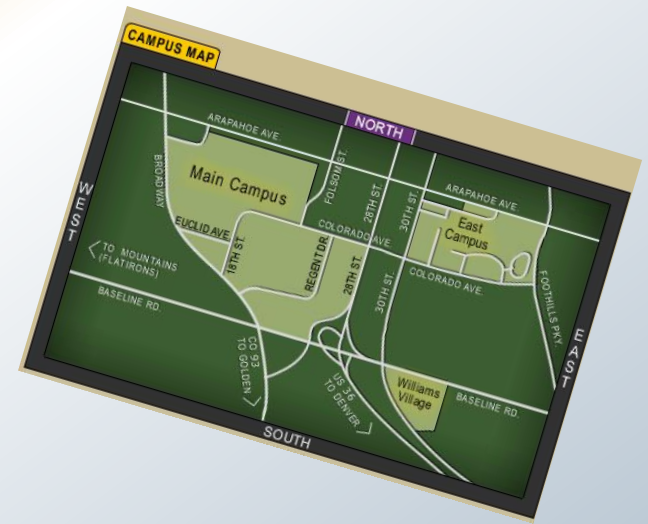 CAMPUS MAP
NORTH
ARAPAHOE AVE.
BROADWAY
Main Campus
FOLSOM ST.
28TH ST.
30TH ST.
ARAPAHOE AVE.
East
Campus
WEST
EUCLID AVE.
18TH ST.
COLORADO AVE.
REGENT DR.
28TH ST.
30TH ST.
COLORADO AVE.
FOOTHILLS PKY.
TO MOUNTAINS
(FLATIRONS)
BASELINE RD.
EAST
CO 93
TO GOLDEN
US 36
TO DENVER
Williams
Village
BASELINE RD.
SOUTH